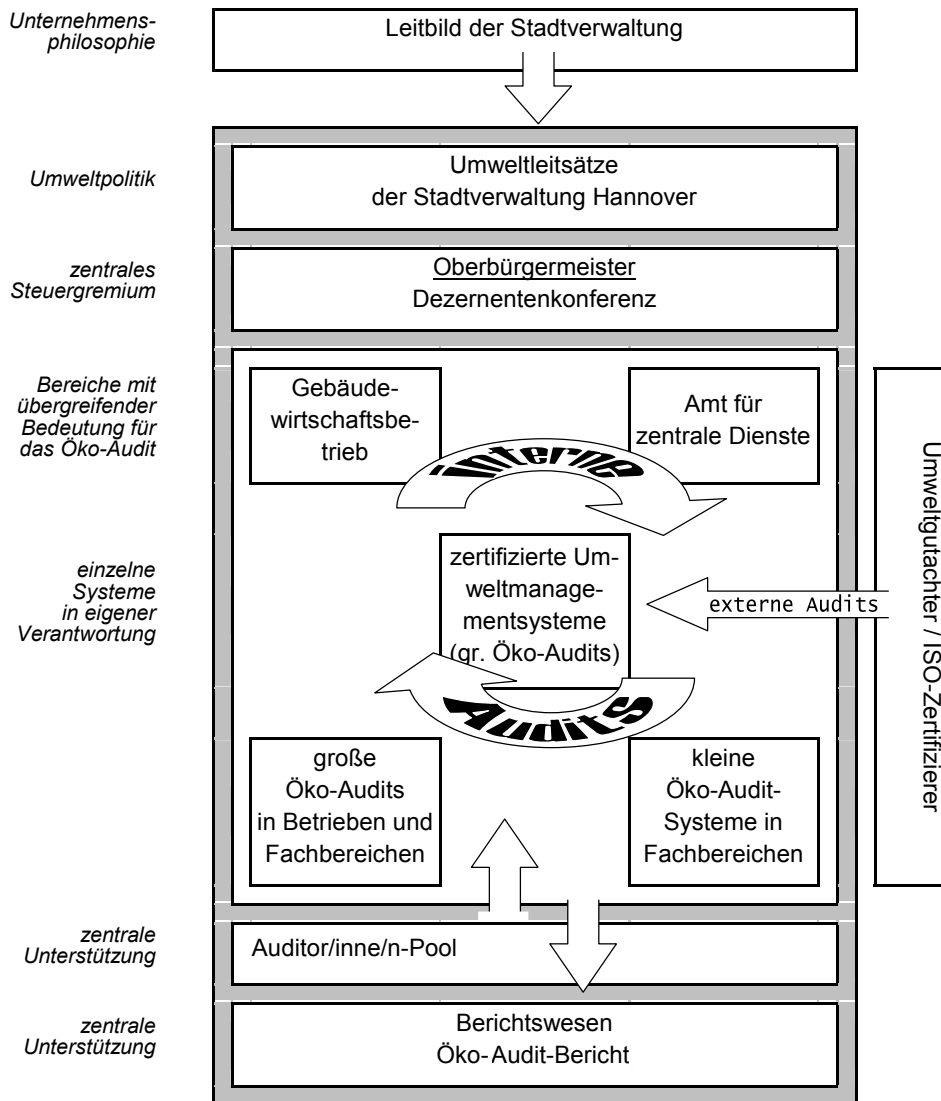 Unternehmens-
philosophie
Leitbild der Stadtverwaltung
Umweltpolitik
Umweltleitsätze
der Stadtverwaltung Hannover
zentrales
Steuergremium
Oberbürgermeister
Dezernentenkonferenz
Bereiche mit
übergreifender
Bedeutung für
das Öko-Audit
Gebäude-
wirtschaftsbe-
trieb
Amt für
zentrale Dienste
interne
einzelne
Systeme
in eigener
Verantwortung
zertifizierte Um-
weltmanage-
mentsysteme
(gr. Öko-Audits)
externe Audits
Umweltgutachter / ISO-Zertifizierer
Audits
große
Öko-Audits
in Betrieben und
Fachbereichen
kleine
Öko-Audit-
Systeme in
Fachbereichen
zentrale
Unterstützung
Auditor/inne/n-Pool
zentrale
Unterstützung
Berichtswesen
Öko-Audit-Bericht